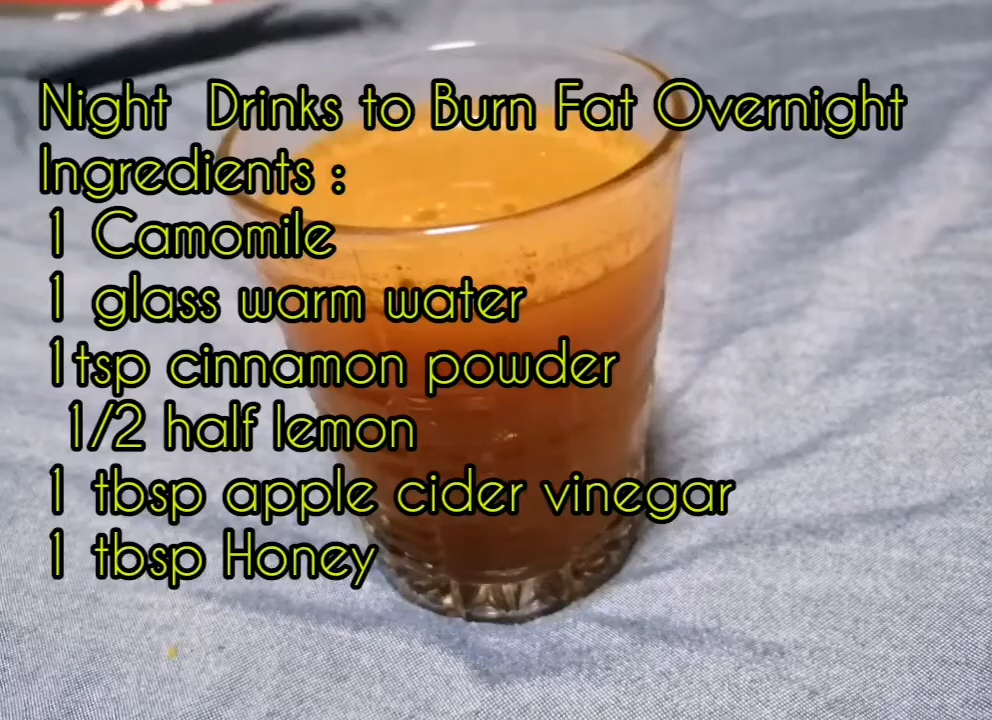 Night Drinks to Burn Fat Overnight
Ingredients :
1 Camomile
1 glass warm water
1tsp cinnamon powder
1/2 half lemon
1 tbsp apple cider vinegar
1 tbsp Honey